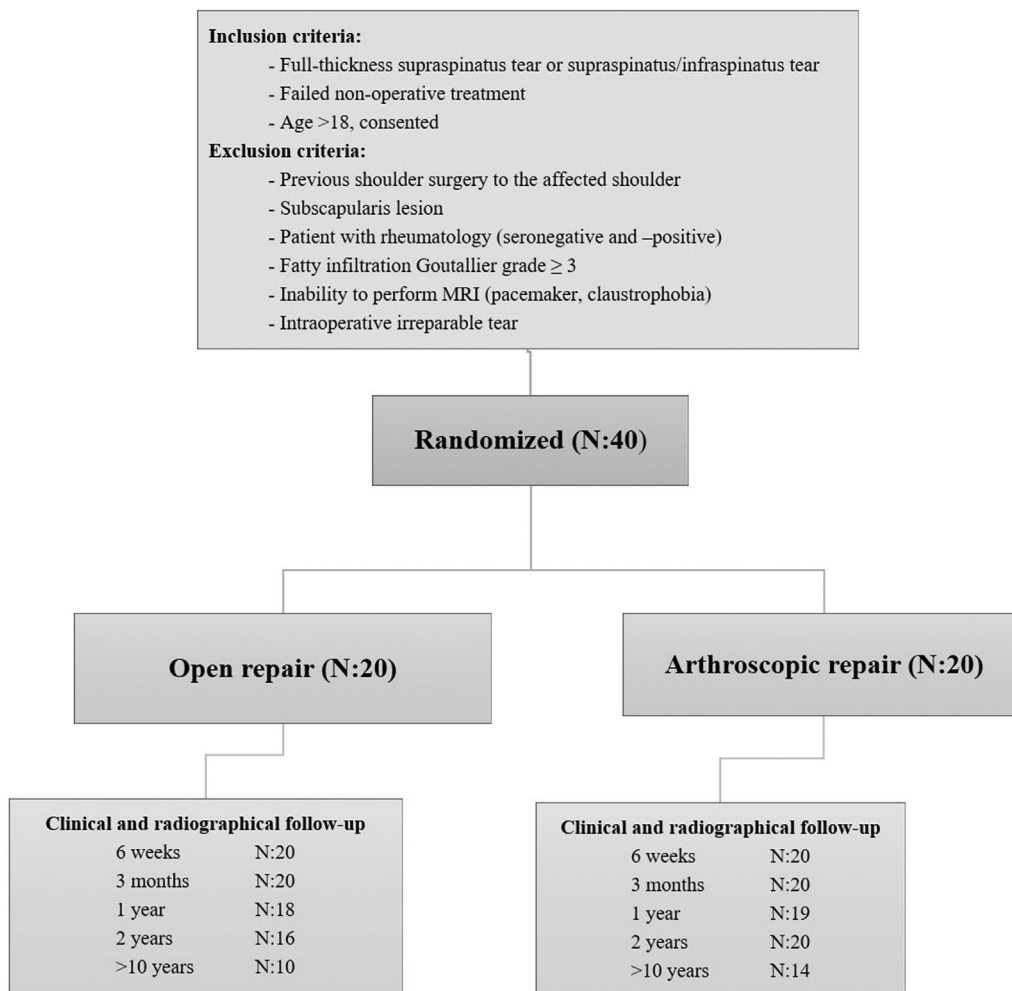 Inclusion criteria:
- Full-thickness supraspinatus tear or supraspinatus/infraspinatus tear
- Failed non-operative treatment
- Age >18, consented
Exclusion criteria:
- Previous shoulder surgery to the affected shoulder
- Subscapularis lesion
- Patient with rheumatology (seronegative and –positive)
- Fatty infiltration Goutallier grade ≥ 3
- Inability to perform MRI (pacemaker, claustrophobia)
- Intraoperative irreparable tear
Randomized (N:40)
Open repair (N:20)
Arthroscopic repair (N:20)
Clinical and radiographical follow-up
6 weeks N:20
3 months N:20
1 year N:18
2 years N:16
>10 years N:10
Clinical and radiographical follow-up
6 weeks N:20
3 months N:20
1 year N:19
2 years N:20
>10 years N:14